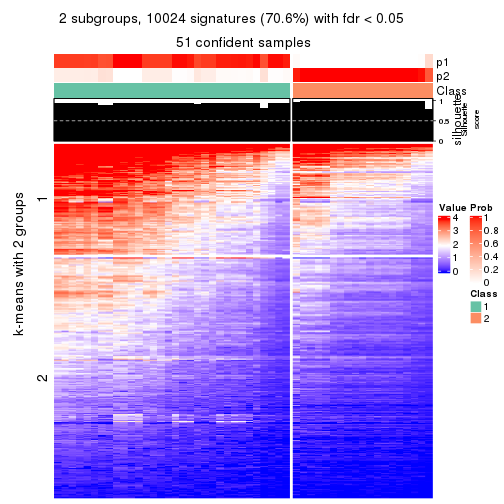 2 subgroups, 10024 signatures (70.6%) with fdr < 0.05
51 confident samples
p1
p2
Class
silhouette
Silhouette
score
1
0.5
0
k-means with 2 groups
1
2
Value
4
3
2
1
0
Prob
1
0.8
0.6
0.4
0.2
0
Class
1
2